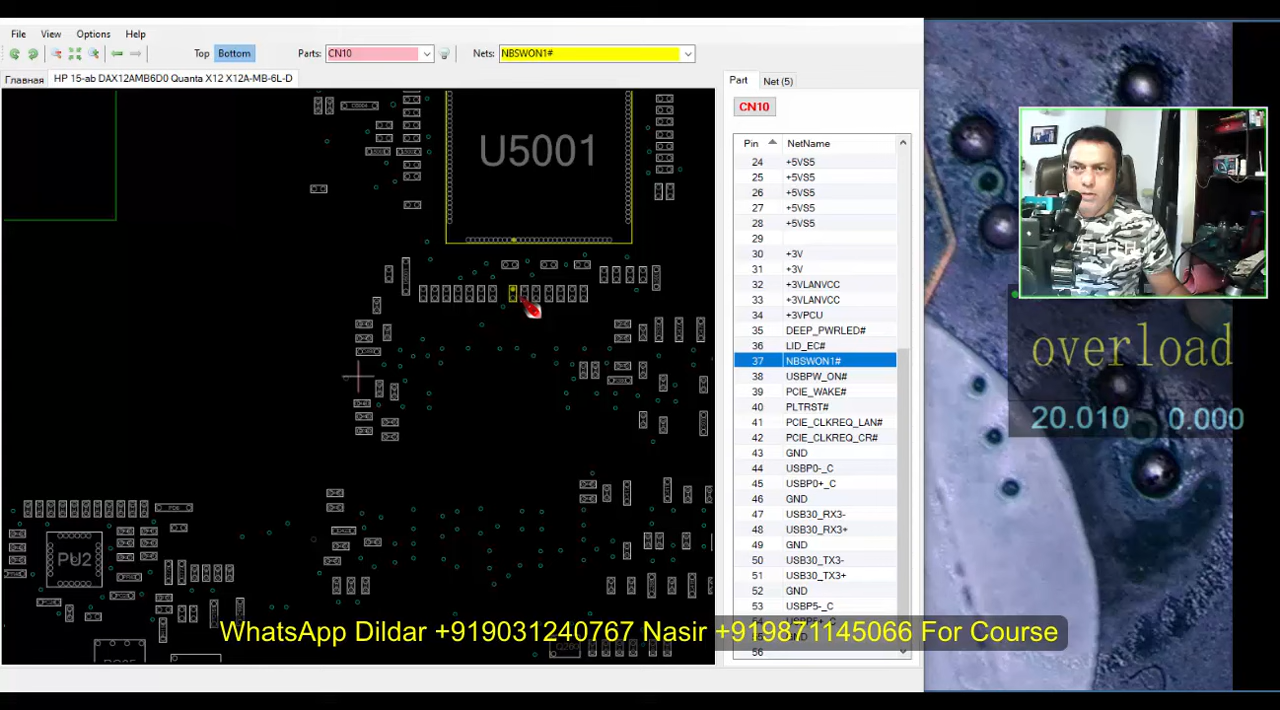 File View Options Help
Top Bottom Parts: CN10 Nets: NBSWON1#
Главная HP 15-ab DAX12AMB6D0 Quanta X12 X12A-MB-6L-D
Part Net (5)
CN10
Pin NetName
24 +5VS5
25 +5VS5
26 +5VS5
27 +5VS5
28 +5VS5
29
30 +3V
31 +3V
32 +3VLANVCC
33 +3VLANVCC
34 +3VPCU
35 DEEP_PWRLED#
36 LID_EC#
37 NBSWON1#
38 USBPW_ON#
39 PCIE_WAKE#
40 PLTRST#
41 PCIE_CLKREQ_LAN#
42 PCIE_CLKREQ_CR#
43 GND
44 USBP0-_C
45 USBP0+_C
46 GND
47 USB30_RX3-
48 USB30_RX3+
49 GND
50 USB30_TX3-
51 USB30_TX3+
52 GND
53 USBP5-_C
56
U5001
PU2
overload
20.010 0.000
WhatsApp Dildar +919031240767 Nasir +919871145066 For Course